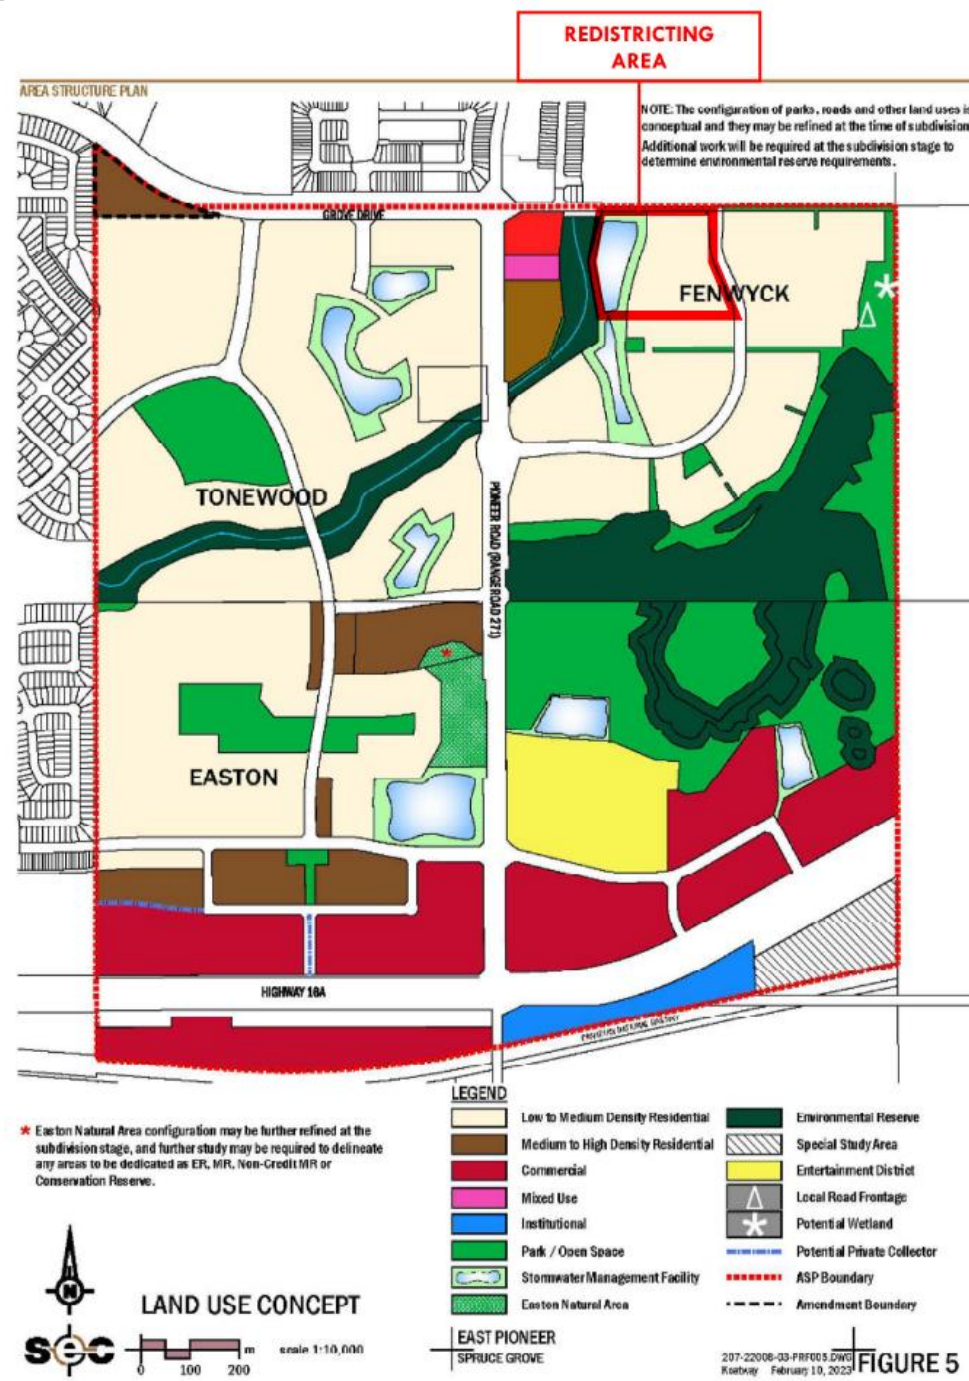 REDISTRICTING
AREA
AREA STRUCTURE PLAN
NOTE: The configuration of parks, roads and other land uses is
conceptual and they may be refined at the time of subdivision
Additional work will be required at the subdivision stage to
determine environmental reserve requirements.
GROVE DRIVE
FENWYCK
TONEWOOD
PIONEER ROAD (RANGE ROAD 271)
EASTON
*
HIGHWAY 16A
LEGEND
Low to Medium Density Residential
Medium to High Density Residential
Commercial
Mixed Use
Institutional
Park / Open Space
Stormwater Management Facility
Easton Natural Area
Environmental Reserve
Special Study Area
Entertainment District
Local Road Frontage
Potential Wetland
Potential Private Collector
ASP Boundary
Amendment Boundary
* Easton Natural Area configuration may be further refined at the
subdivision stage, and further study may be required to delineate
any areas to be dedicated as ER, MR, Non-Credit MR or
Conservation Reserve.
N
LAND USE CONCEPT
sec
m
scale 1:10,000
0 100 200
EAST PIONEER
SPRUCE GROVE
207-22008-03-PRF005.DWG
February 10, 2023
FIGURE 5